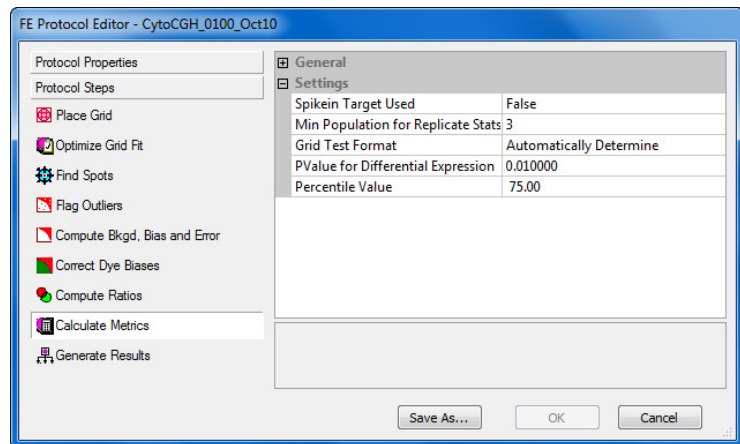 FE Protocol Editor - CytoCGH_0100_Oct10
Protocol Properties
Protocol Steps
Place Grid
Optimize Grid Fit
Find Spots
Flag Outliers
Compute Bkgd, Bias and Error
Correct Dye Biases
Compute Ratios
Calculate Metrics
Generate Results
General
Settings
Spikein Target Used False
Min Population for Replicate Stats 3
Grid Test Format Automatically Determine
PValue for Differential Expression 0.010000
Percentile Value 75.00
Save As... OK Cancel